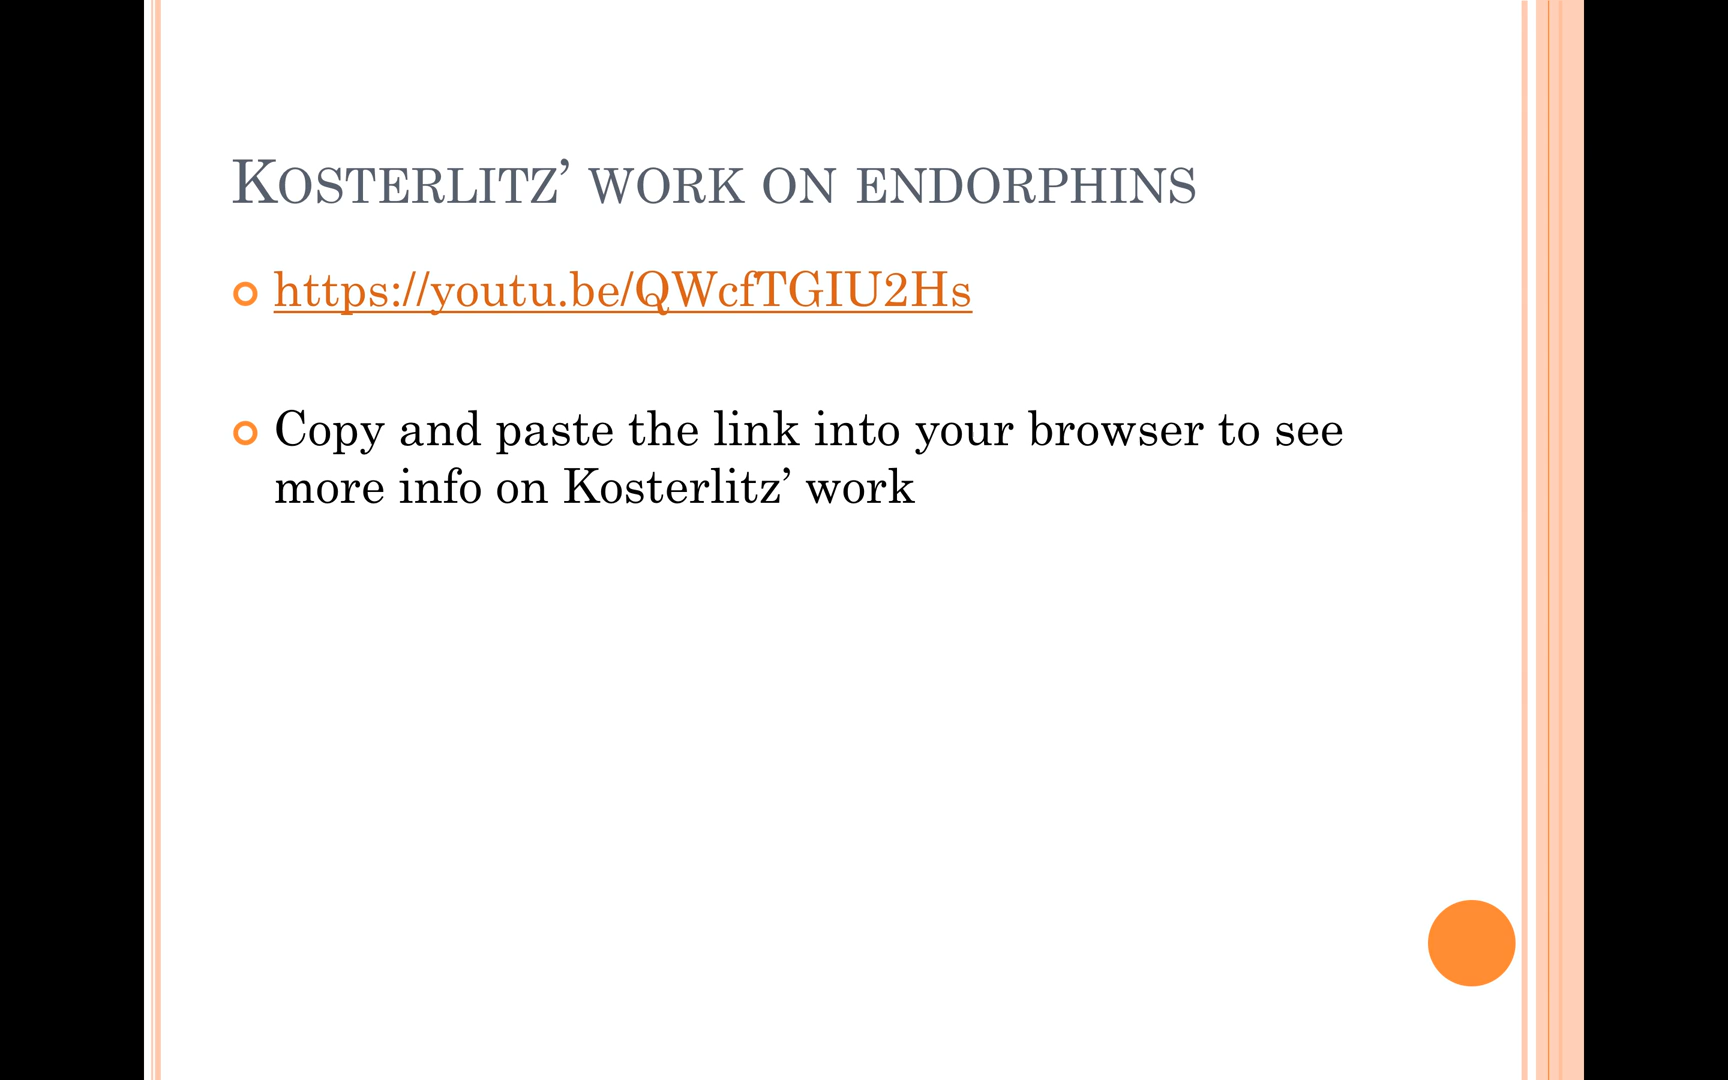 Kosterlitz’ work on endorphins
https://youtu.be/QWcfTGIU2Hs
Copy and paste the link into your browser to see
more info on Kosterlitz’ work